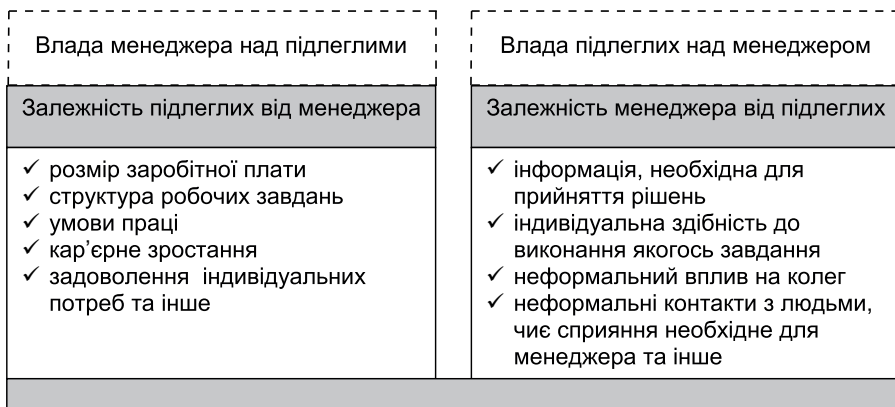 Влада менеджера над підлеглими
Залежність підлеглих від менеджера
✓ розмір заробітної плати
✓ структура робочих завдань
✓ умови праці
✓ кар’єрне зростання
✓ задоволення індивідуальних
потреб та інше
Влада підлеглих над менеджером
Залежність менеджера від підлеглих
✓ інформація, необхідна для
прийняття рішень
✓ індивідуальна здібність до
виконання якогось завдання
✓ неформальний вплив на колег
✓ неформальні контакти з людьми,
чиє сприяння необхідне для
менеджера та інше